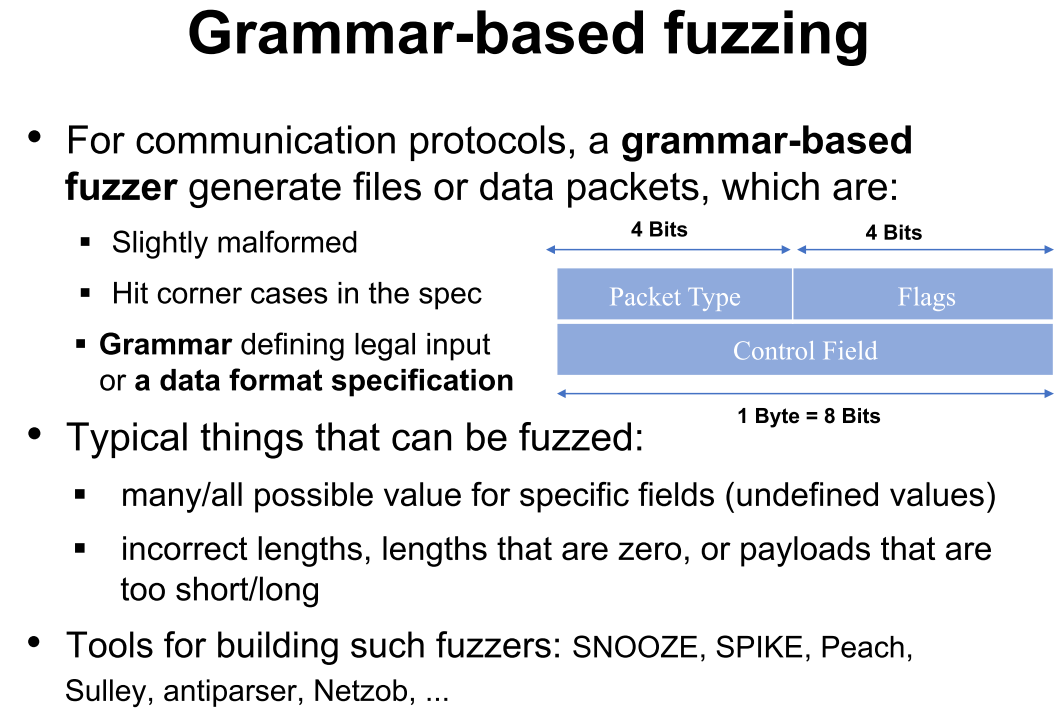 Grammar-based fuzzing
• For communication protocols, a grammar-based
fuzzer generate files or data packets, which are:
▪ Slightly malformed
▪ Hit corner cases in the spec
▪ Grammar defining legal input
or a data format specification
4 Bits
4 Bits
Packet Type
Flags
Control Field
1 Byte = 8 Bits
• Typical things that can be fuzzed:
▪ many/all possible value for specific fields (undefined values)
▪ incorrect lengths, lengths that are zero, or payloads that are
too short/long
• Tools for building such fuzzers: SNOOZE, SPIKE, Peach,
Sulley, antiparser, Netzob, ...